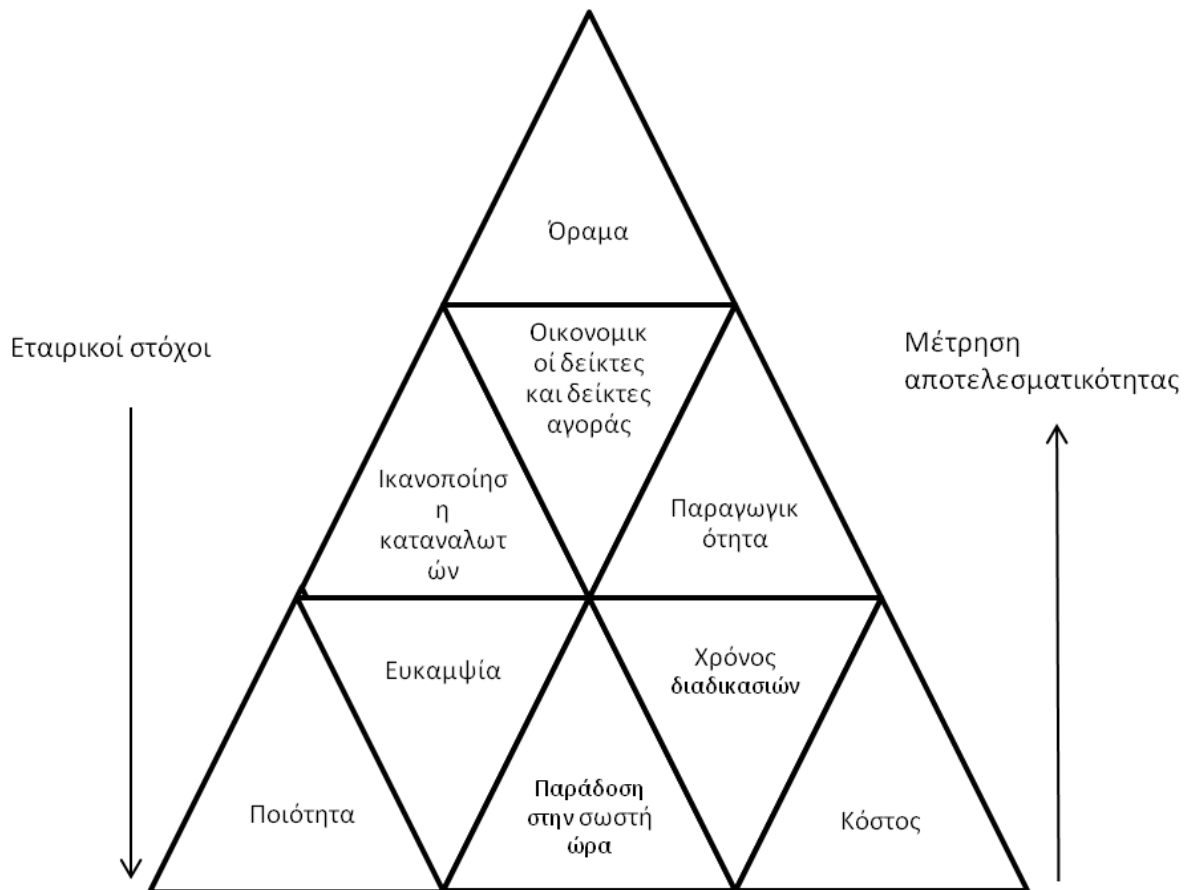 Όραμα
Εταιρικοί στόχοι
Οικονομικ
οί δείκτες
και δείκτες
αγοράς
Μέτρηση
αποτελεσματικότητας
Ικανοποίησ
η
καταναλωτ
ών
Παραγωγικ
ότητα
Ευκαμψία
Χρόνος
διαδικασιών
Ποιότητα
Παράδοση
στην σωστή
ώρα
Κόστος